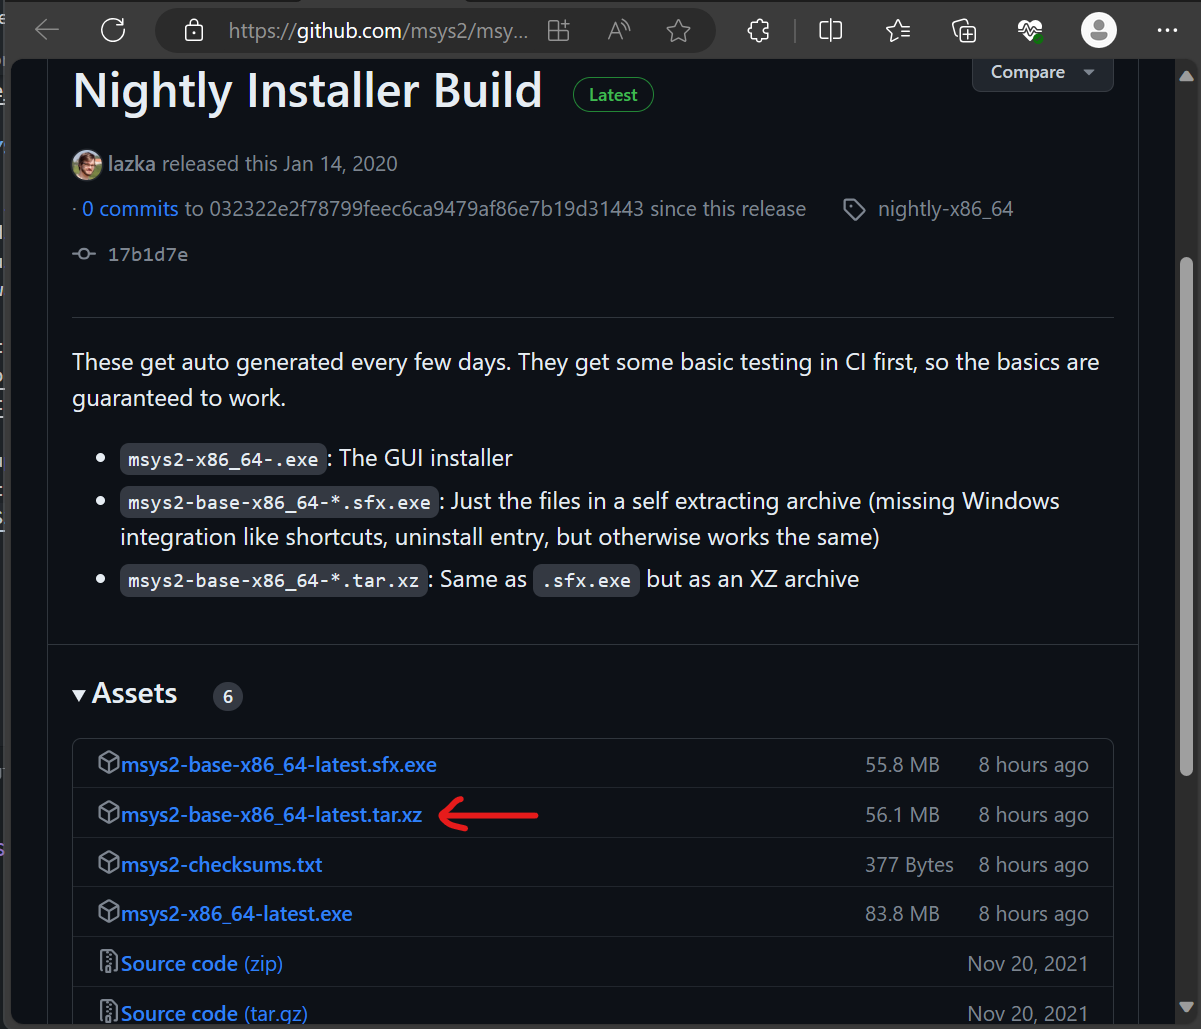 https://github.com/msys2/msy...
Nightly Installer Build
Latest
Compare
lazka released this Jan 14, 2020
· 0 commits to 032322e2f78799feec6ca9479af86e7b19d31443 since this release
nightly-x86_64
17b1d7e
These get auto generated every few days. They get some basic testing in CI first, so the basics are
guaranteed to work.
• msys2-x86_64-.exe: The GUI installer
• msys2-base-x86_64-*.sfx.exe: Just the files in a self extracting archive (missing Windows
integration like shortcuts, uninstall entry, but otherwise works the same)
• msys2-base-x86_64-*.tar.xz: Same as .sfx.exe but as an XZ archive
Assets 6
msys2-base-x86_64-latest.sfx.exe 55.8 MB 8 hours ago
msys2-base-x86_64-latest.tar.xz 56.1 MB 8 hours ago
msys2-checksums.txt 377 Bytes 8 hours ago
msys2-x86_64-latest.exe 83.8 MB 8 hours ago
Source code (zip) Nov 20, 2021
Source code (tar.gz) Nov 20, 2021